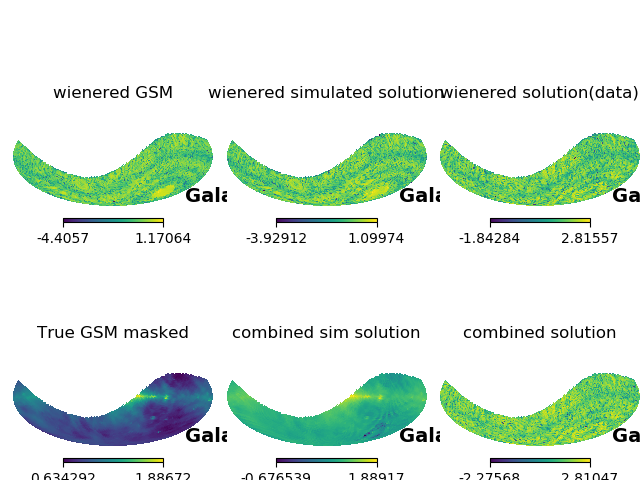 wienered GSM
wienered simulated solution
wienered solution(data)
Gala
Gala
Ga
-4.4057 1.17064
-3.92912 1.09974
-1.84284 2.81557
True GSM masked
combined sim solution
combined solution
Gala
Gala
Ga
0.634292 1.88672
-0.676539 1.88917
-2.27568 2.81047